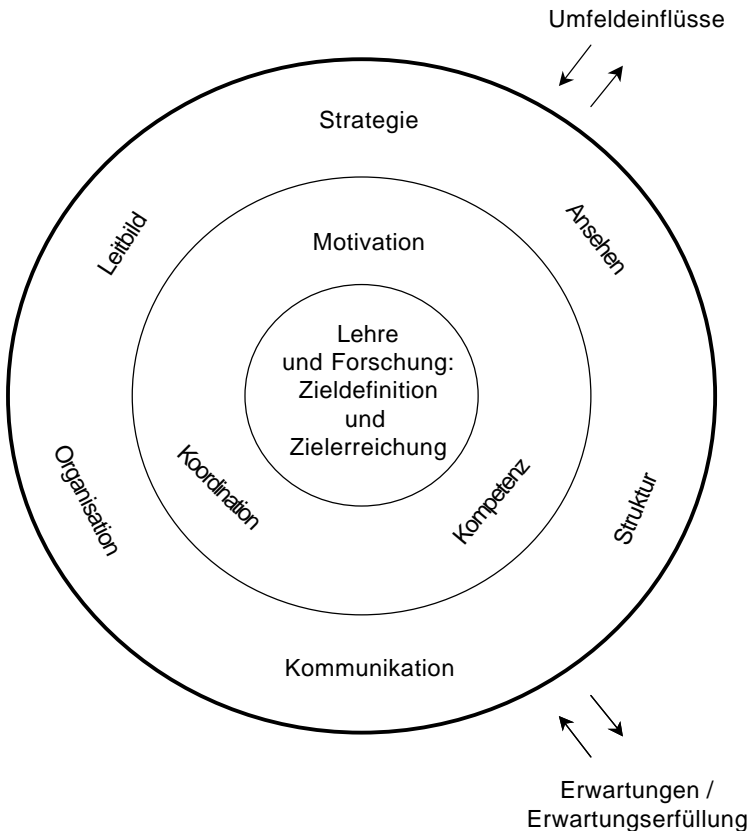 Umfeldeinflüsse
Strategie
Leitbild
Ansehen
Motivation
Lehre
und Forschung:
Zieldefinition
und
Zielerreichung
Organisation
Koordination
Kompetenz
Struktur
Kommunikation
Erwartungen /
Erwartungserfüllung